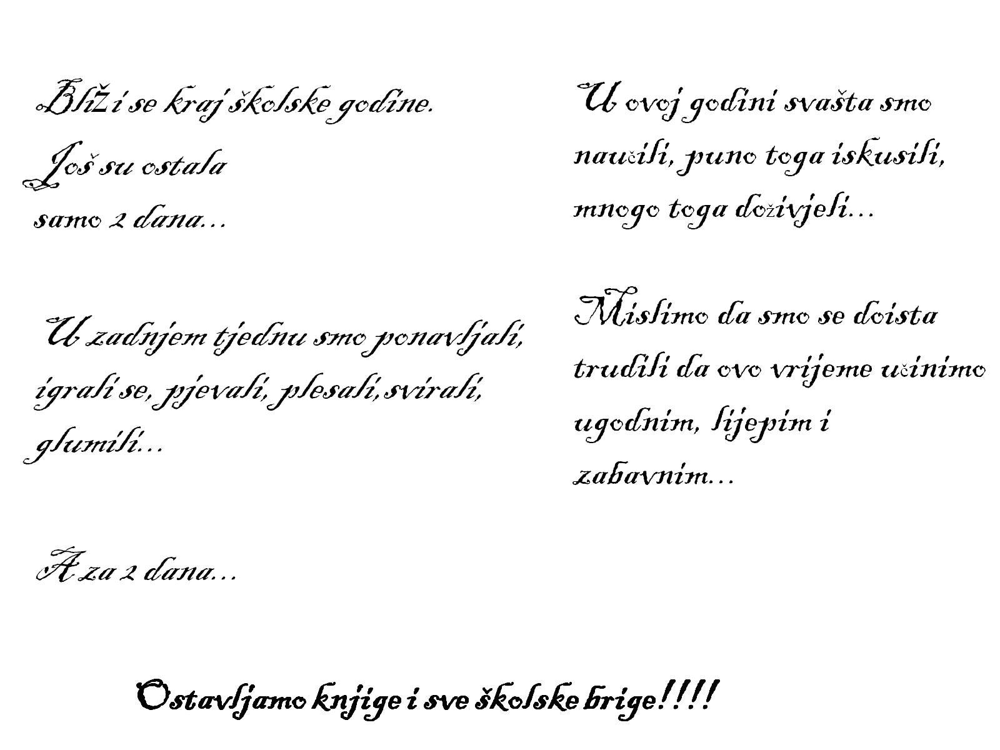 Bliži se kraj školske godine.
Još su ostala
samo 2 dana...
U zadnjem tjednu smo ponavljali,
igrali se, pjevali, plesali, svirali,
glumili...
A za 2 dana...
U ovoj godini svašta smo
naučili, puno toga iskusili,
mnogo toga doživjeli...
Mislimo da smo se doista
trudili da ovo vrijeme učinimo
ugodnim, lijepim i
zabavnim...
Ostavljamo knjige i sve školske brige!!!!